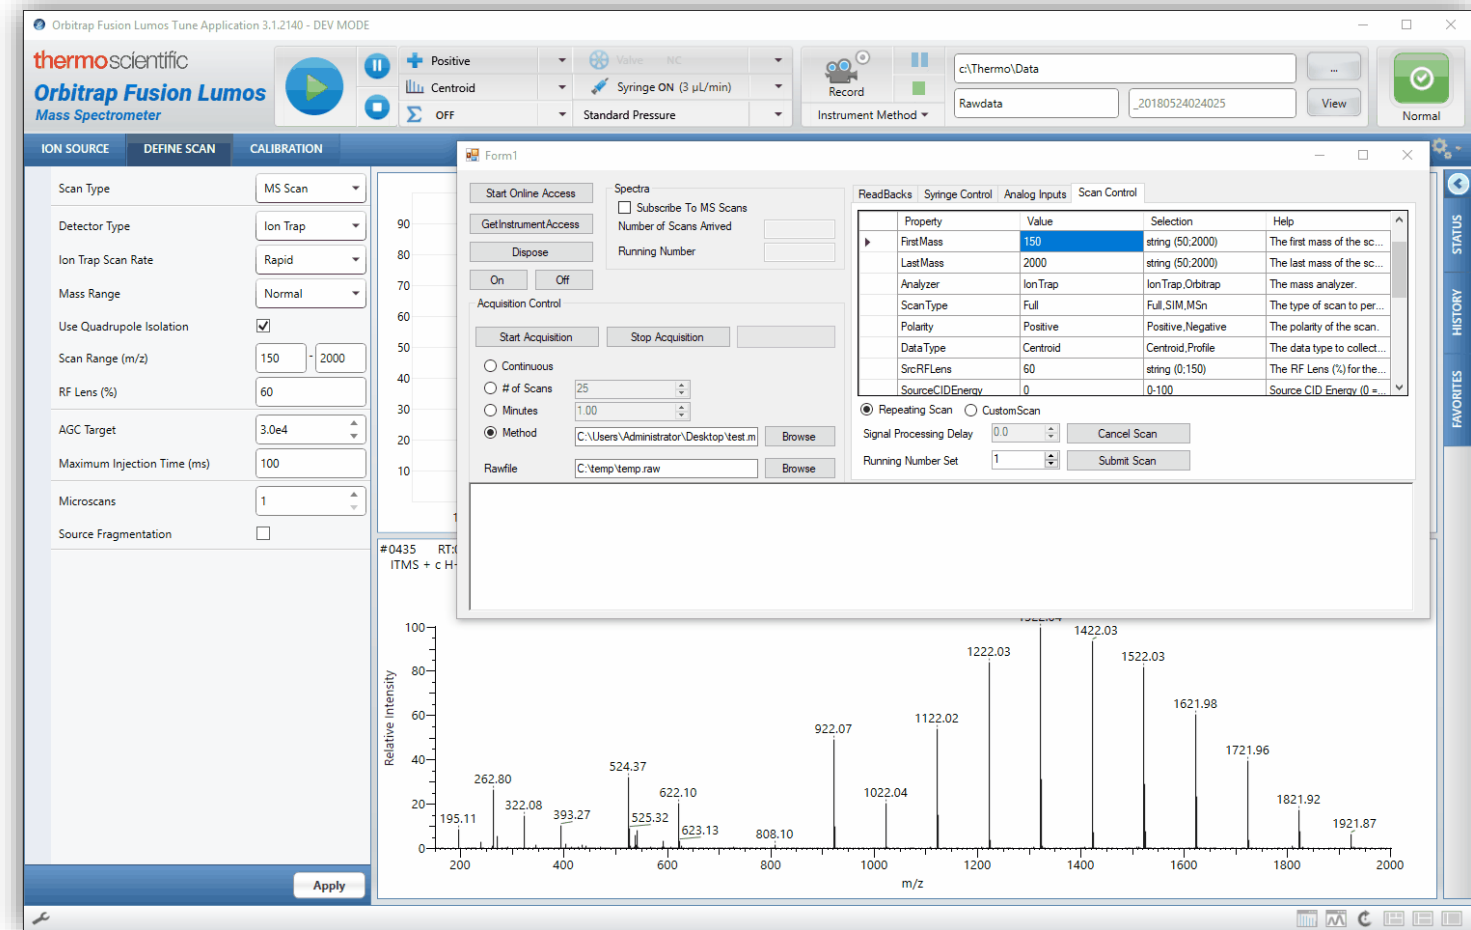 Orbitrap Fusion Lumos Tune Application 3.1.2140 - DEV MODE
thermoscientific
Orbitrap Fusion Lumos
Mass Spectrometer
Positive
Centroid
OFF
Valve NC
Syringe ON (3 µL/min)
Standard Pressure
Record
Instrument Method
c:\Thermo\Data
...
Rawdata
_20180524024025
View
Normal
ION SOURCE
DEFINE SCAN
CALIBRATION
Scan Type
MS Scan
Detector Type
Ion Trap
Ion Trap Scan Rate
Rapid
Mass Range
Normal
Use Quadrupole Isolation
Scan Range (m/z)
150 - 2000
RF Lens (%)
60
AGC Target
3.0e4
Maximum Injection Time (ms)
100
Microscans
1
Source Fragmentation
Apply
Form1
Start Online Access
GetInstrumentAccess
Dispose
On
Off
Spectra
Subscribe To MS Scans
Number of Scans Arrived
Running Number
Acquisition Control
Start Acquisition
Stop Acquisition
Continuous
# of Scans
25
Minutes
1.00
Method
C:\Users\Administrator\Desktop\test.m
Browse
Rawfile
C:\temp\temp.raw
Browse
ReadBacks
Syringe Control
Analog Inputs
Scan Control
Property Value Selection Help
FirstMass 150 string (50;2000) The first mass of the sc...
LastMass 2000 string (50;2000) The last mass of the sc...
Analyzer IonTrap IonTrap,Orbitrap The mass analyzer.
ScanType Full Full,SIM,MSn The type of scan to per...
Polarity Positive Positive,Negative The polarity of the scan.
DataType Centroid Centroid,Profile The data type to collect...
SrcRFLens 60 string (0;150) The RF Lens (%) for the...
SourceCIDEnergy 0 0-100 Source CID Energy (0 =...
Repeating Scan
CustomScan
Signal Processing Delay
0.0
Cancel Scan
Running Number Set
1
Submit Scan
STATUS
HISTORY
FAVORITES
90
80
70
60
50
40
30
20
10
1
#0435 RT:
ITMS + c H
Relative Intensity
100
80
60
40
20
0
195.11
262.80
322.08
393.27
524.37
525.32
622.10
623.13
808.10
922.07
1022.04
1122.02
1222.03
1422.03
1522.03
1621.98
1721.96
1821.92
1921.87
200 400 600 800 1000 1200 1400 1600 1800 2000
m/z